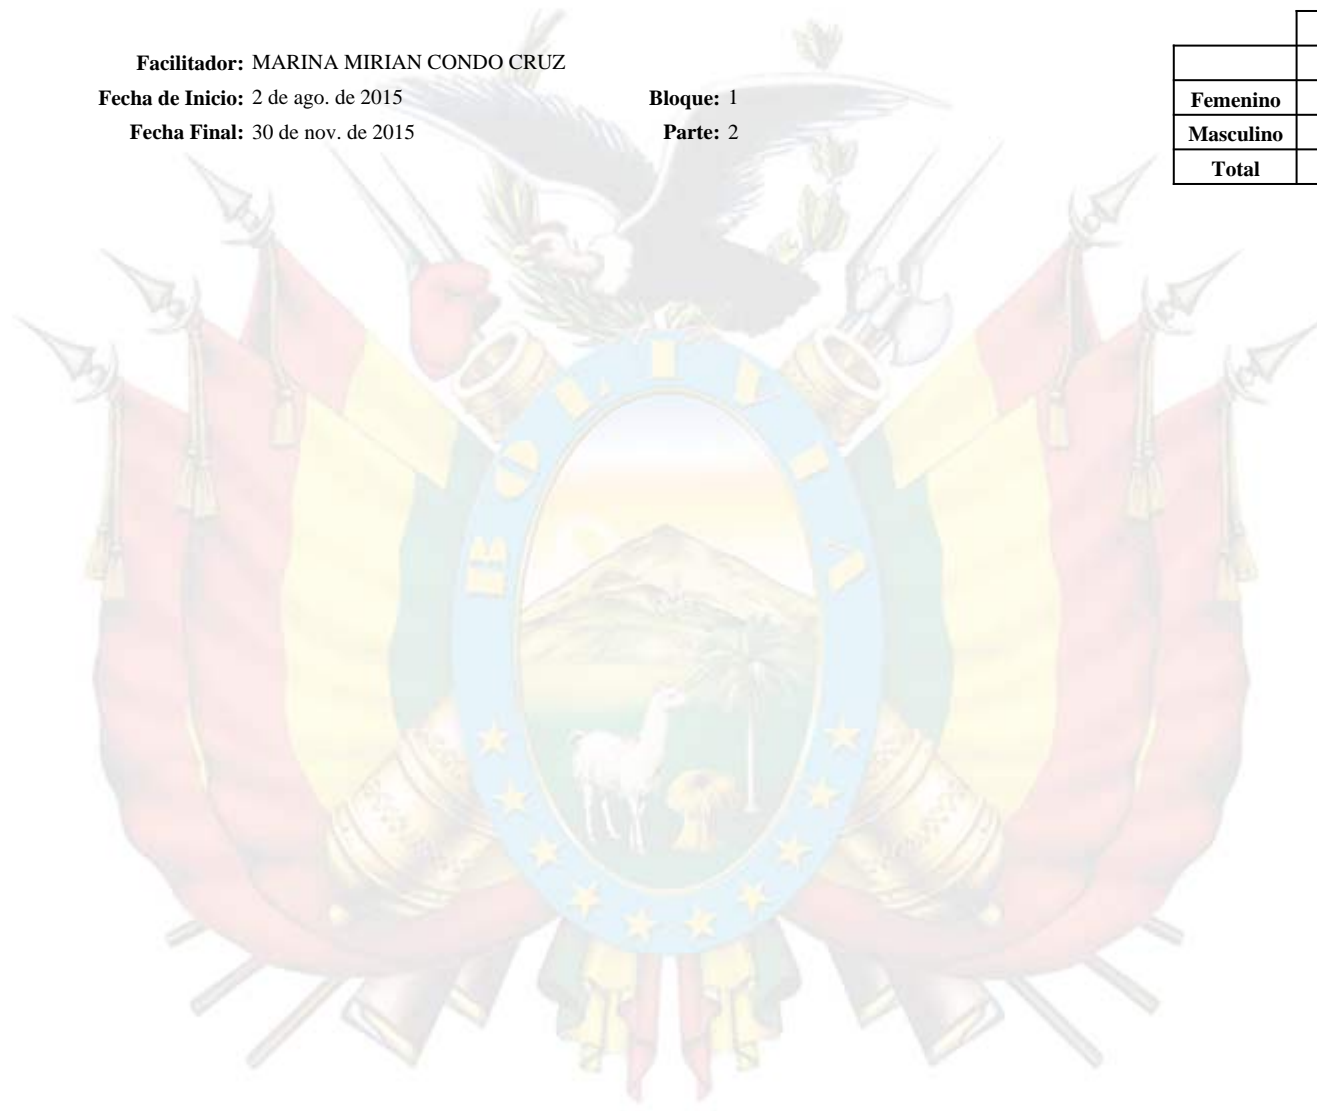 Facilitador: MARINA MIRIAN CONDO CRUZ
Fecha de Inicio: 2 de ago. de 2015 Bloque: 1
Fecha Final: 30 de nov. de 2015 Parte: 2
Femenino
Masculino
Total
BOLIVIA